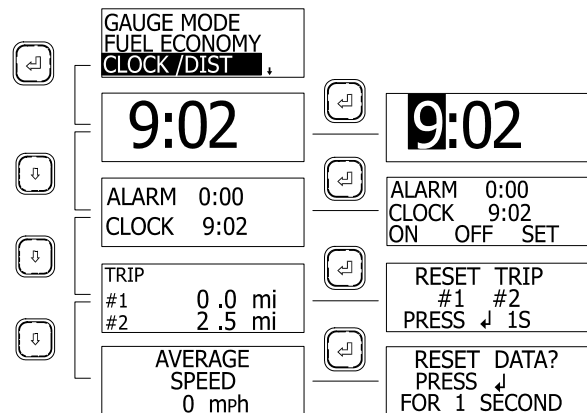 GAUGE MODE
FUEL ECONOMY
CLOCK /DIST ↓
9:02
9:02
ALARM 0:00
CLOCK 9:02
ALARM 0:00
CLOCK 9:02
ON OFF SET
TRIP
#1 0 .0 mi
#2 2 .5 mi
RESET TRIP
#1 #2
PRESS ↲ 1S
AVERAGE
SPEED
0 mPh
RESET DATA?
PRESS ↲
FOR 1 SECOND